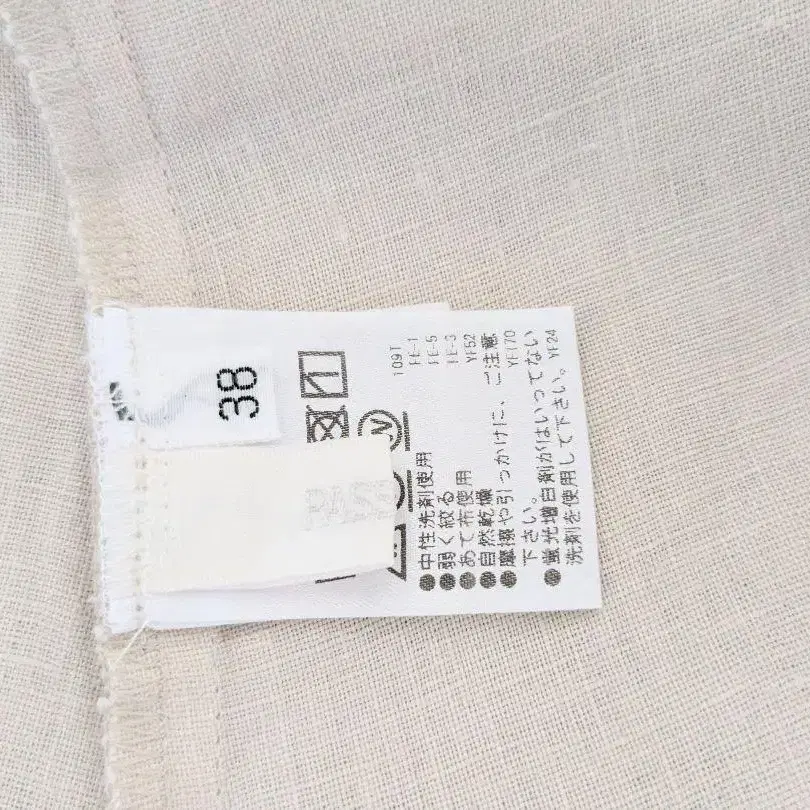 38
PASS
W
●中性洗剤使用 109T
●弱く絞る FE-1
●あて布使用 FE-5
●自然乾燥 FE-3
●摩擦や引っかけに、ご注意
下さい。
●蛍光増白剤がはいってない
洗剤を使用して下さい。
YF52
YF170
YF24